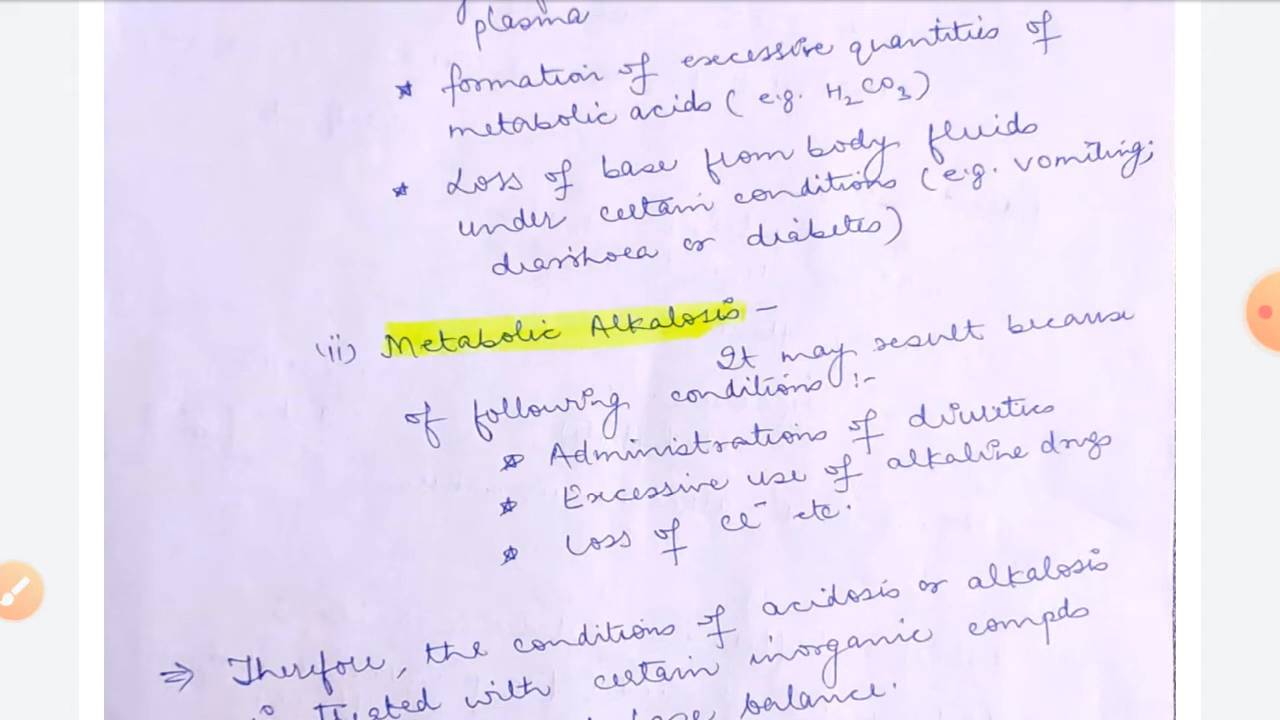 plasma
* formation of excessive quantities of
metabolic acids ( e.g. H₂CO₃)
* Loss of base from body fluids
under certain conditions (e.g. vomiting,
diarrhoea or diabetes)
(ii) Metabolic Alkalosis -
It may result because
of following conditions :-
* Administrations of diuretics
* Excessive use of alkaline drugs
* Loss of Cl⁻ etc.
⇒ Therefore, the conditions of acidosis or alkalosis
is Treated with certain inorganic compds
base balance.